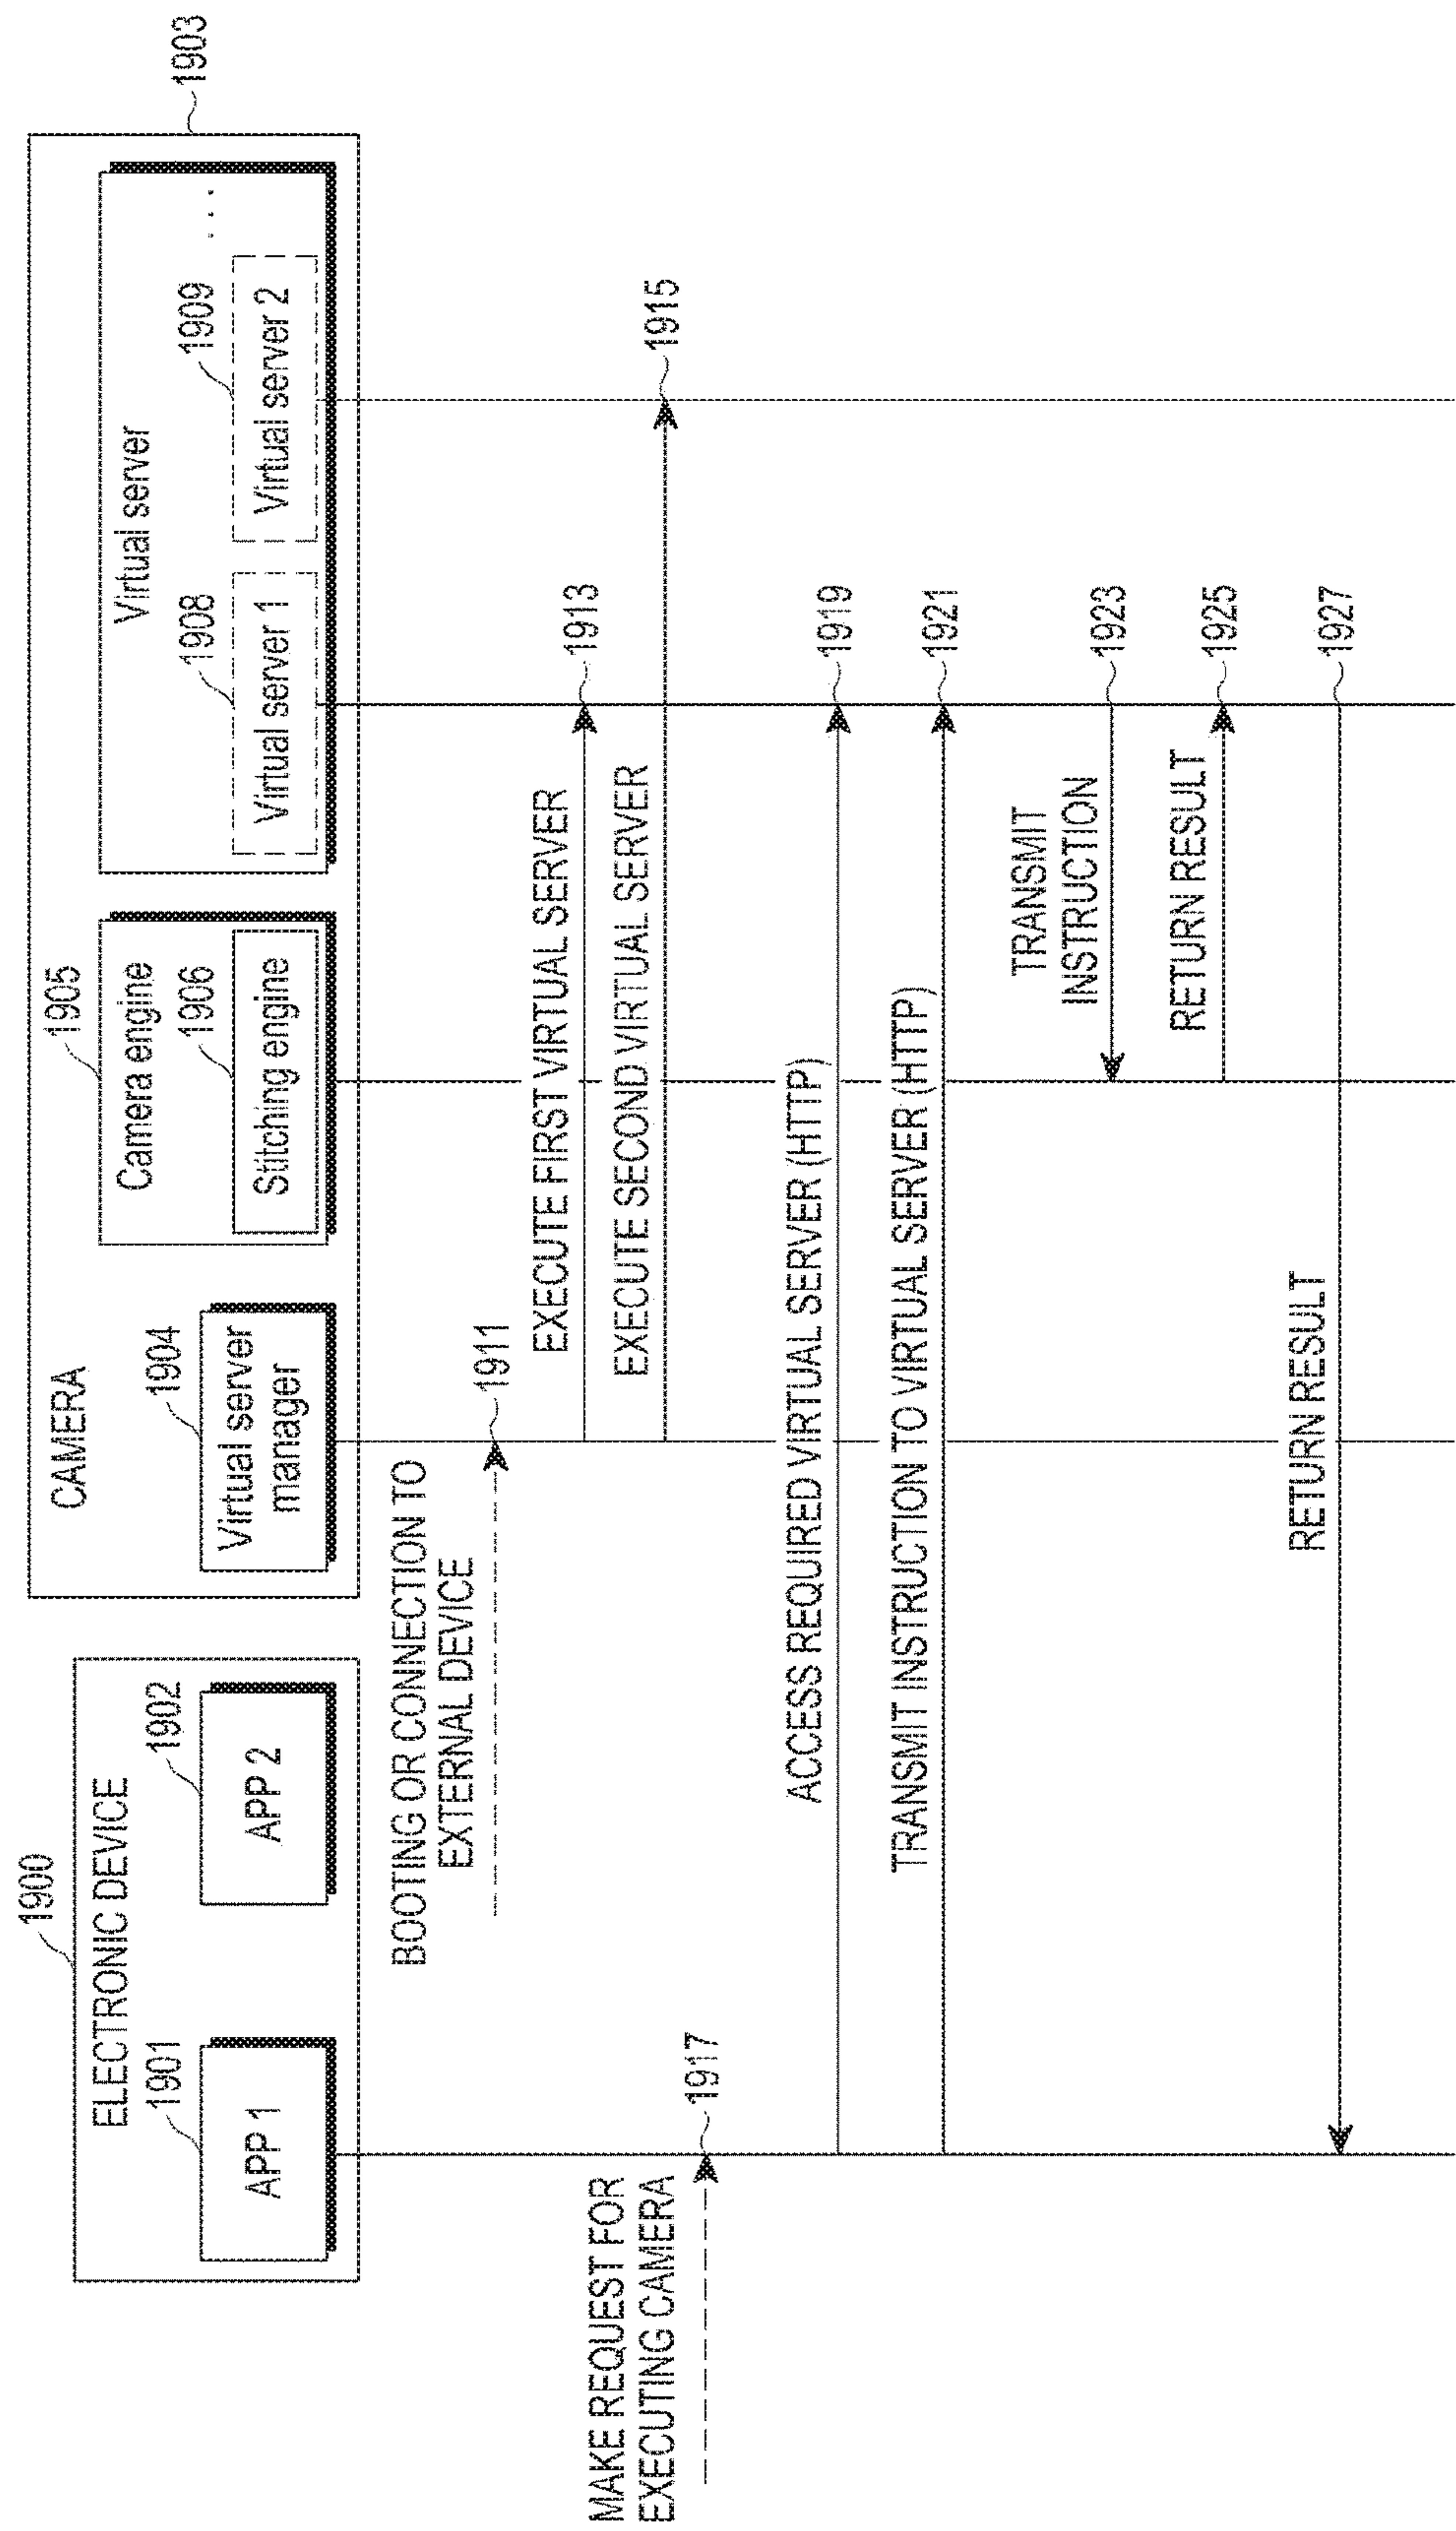 1900
ELECTRONIC DEVICE
1901
APP 1
1902
APP 2
1903
CAMERA
1904
Virtual server
manager
1905
Camera engine
1906
Stitching engine
Virtual server
1908
Virtual server 1
1909
Virtual server 2
...
BOOTING OR CONNECTION TO
EXTERNAL DEVICE
1911
EXECUTE FIRST VIRTUAL SERVER
1913
EXECUTE SECOND VIRTUAL SERVER
1915
MAKE REQUEST FOR
EXECUTING CAMERA
1917
ACCESS REQUIRED VIRTUAL SERVER (HTTP)
1919
TRANSMIT INSTRUCTION TO VIRTUAL SERVER (HTTP)
1921
TRANSMIT
INSTRUCTION
1923
RETURN RESULT
1925
RETURN RESULT
1927